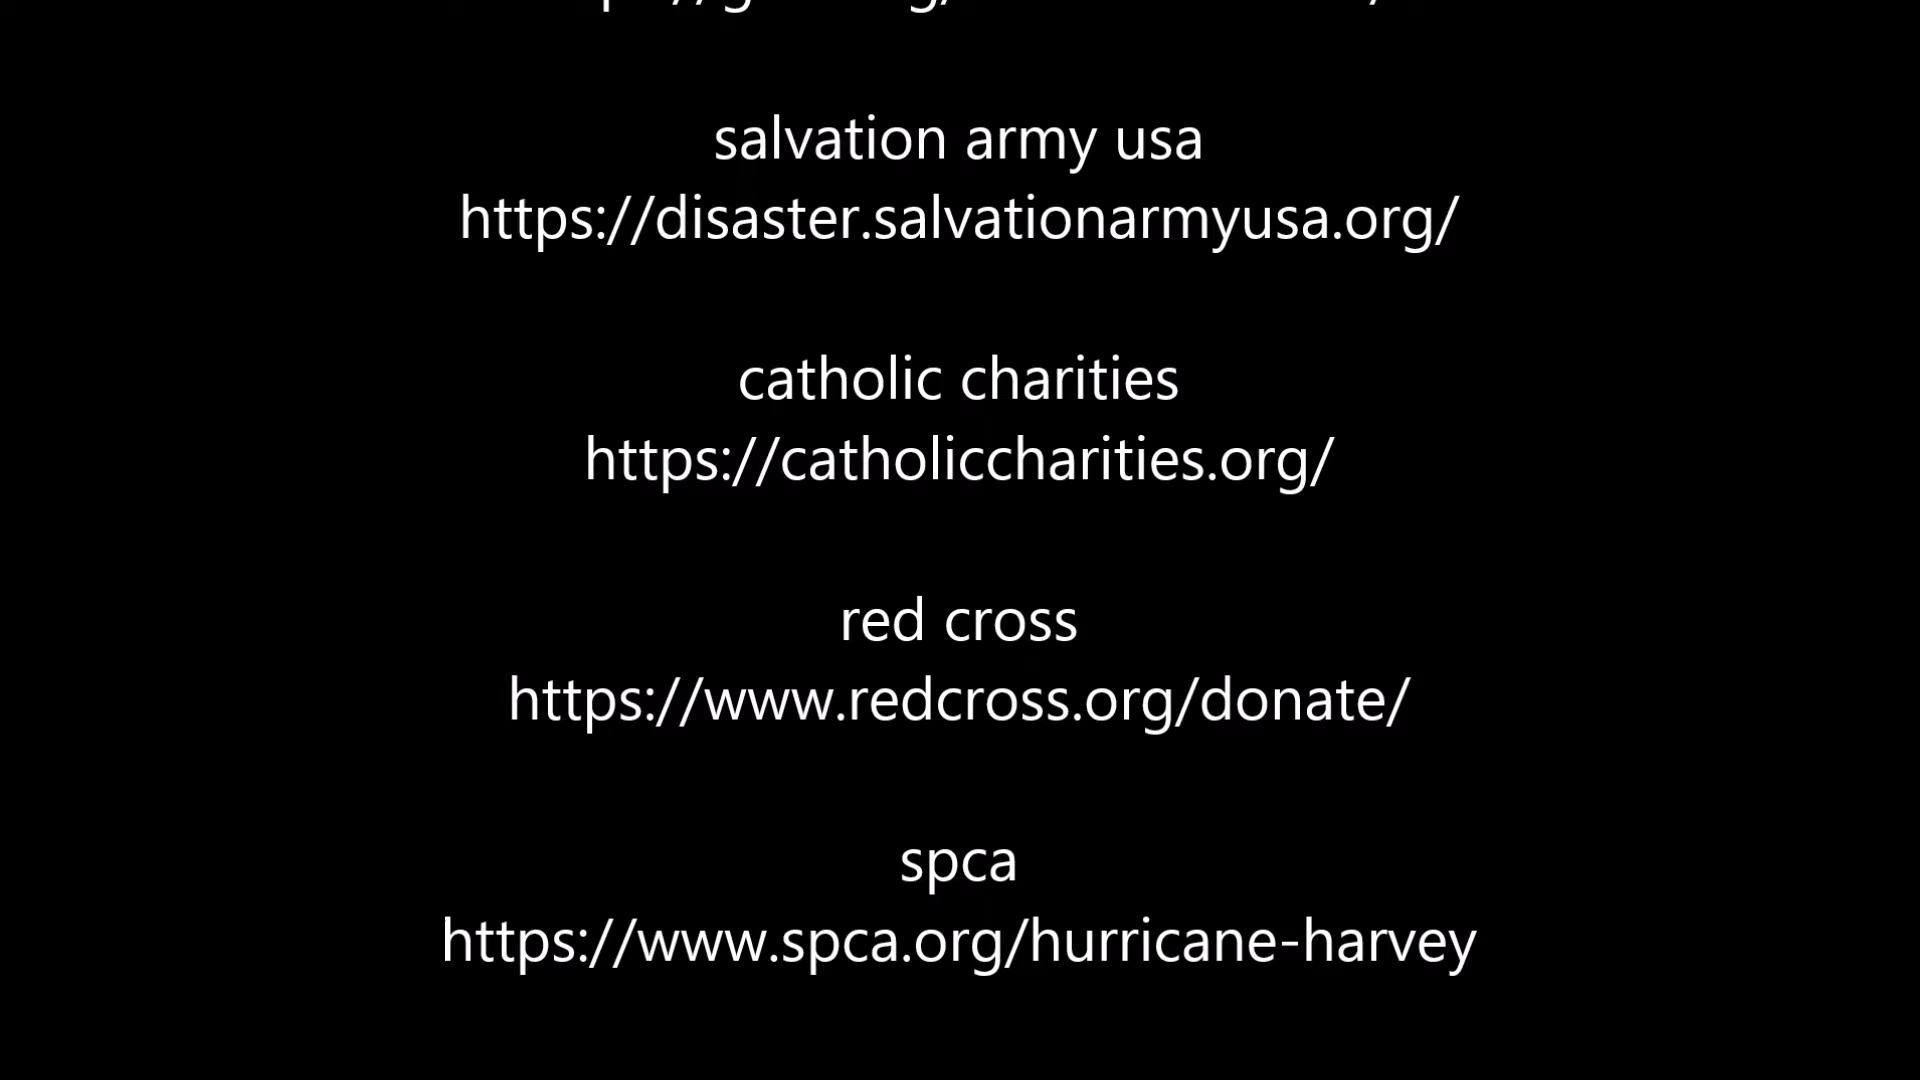 salvation army usa
https://disaster.salvationarmyusa.org/
catholic charities
https://catholiccharities.org/
red cross
https://www.redcross.org/donate/
spca
https://www.spca.org/hurricane-harvey